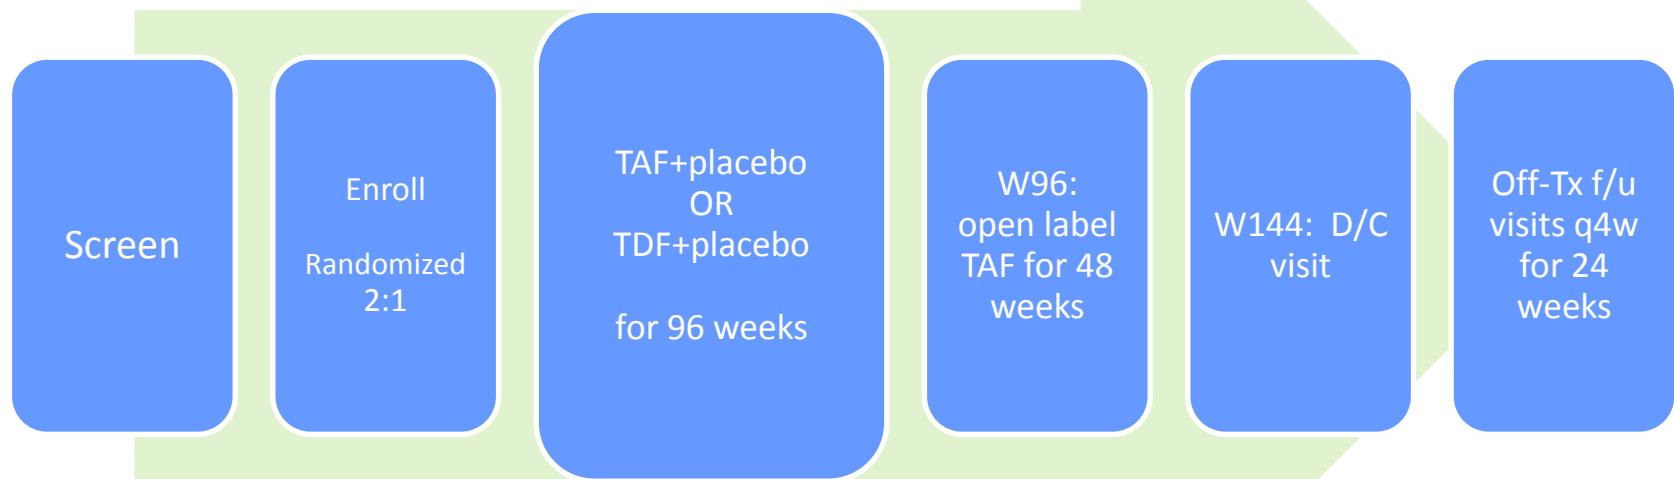 Screen
Enroll
Randomized
2:1
TAF+placebo
OR
TDF+placebo
for 96 weeks
W96:
open label
TAF for 48
weeks
W144: D/C
visit
Off-Tx f/u
visits q4w
for 24
weeks